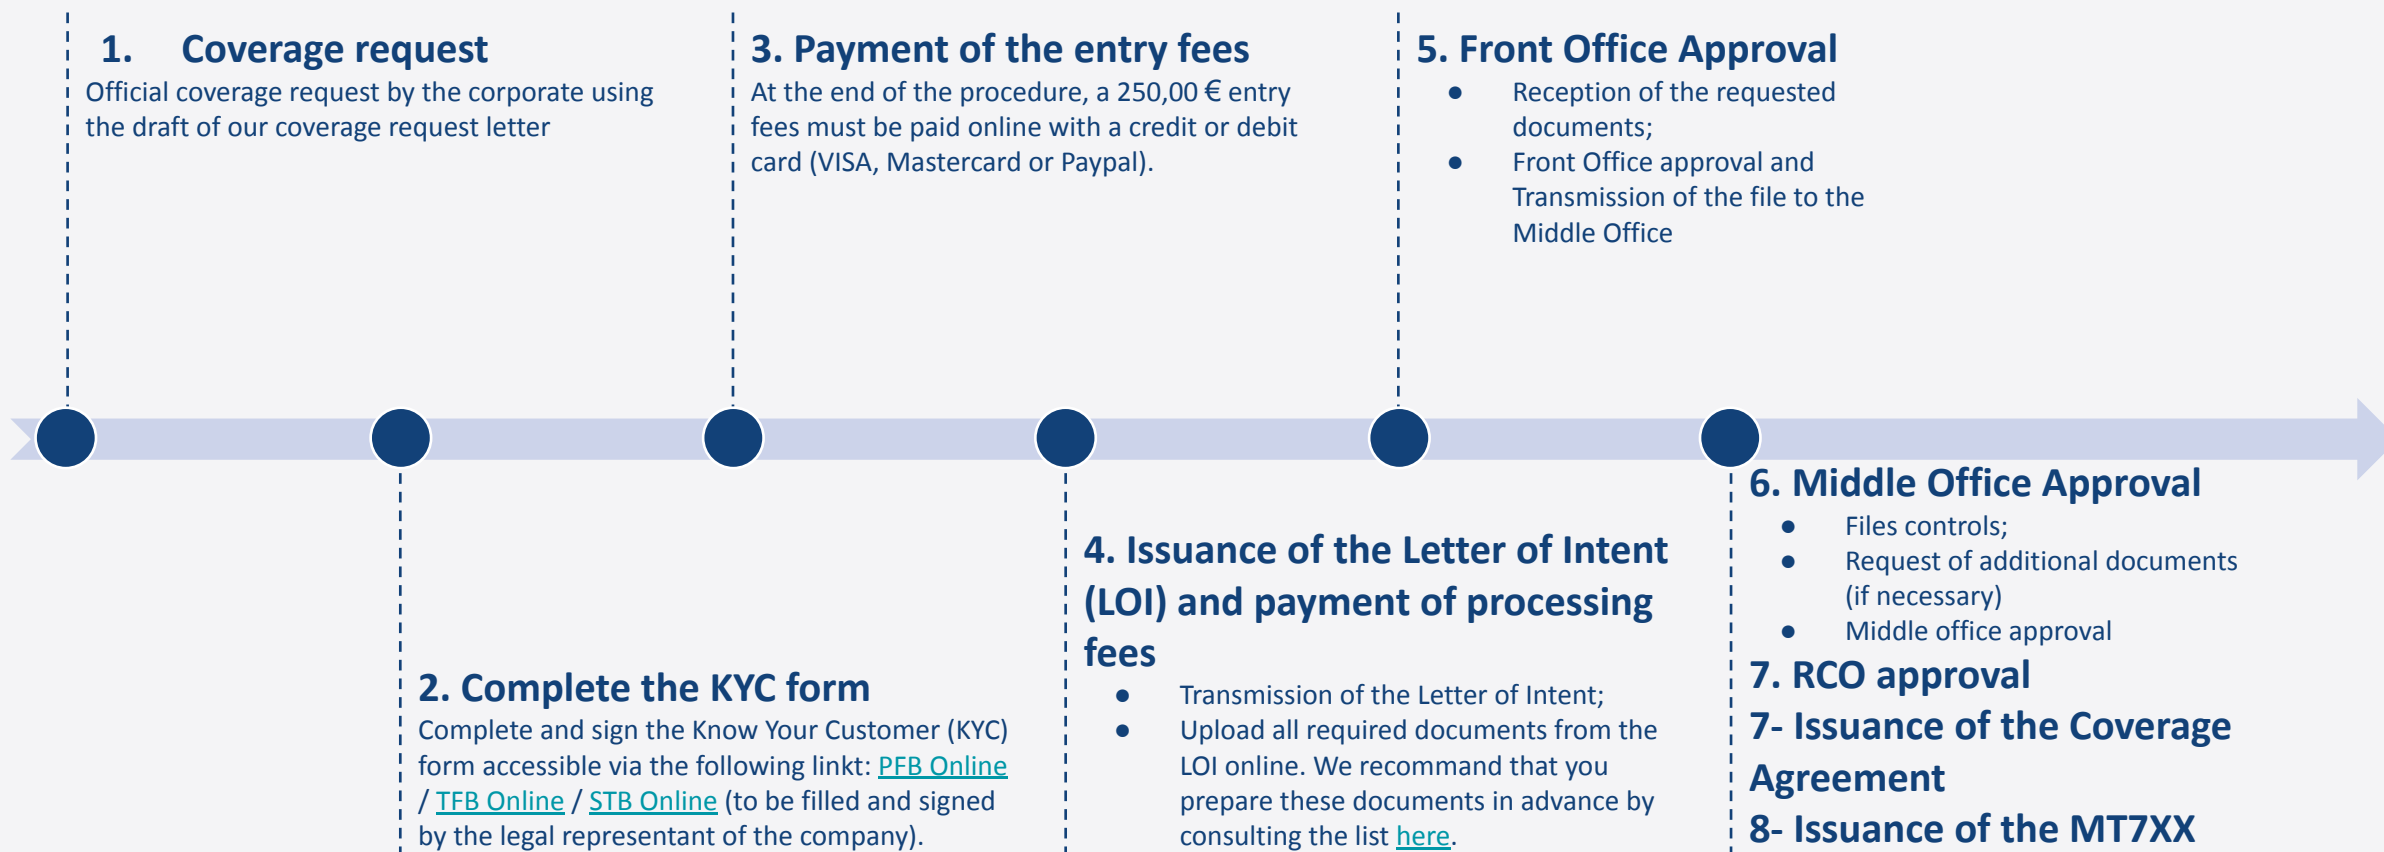 1. Coverage request
Official coverage request by the corporate using
the draft of our coverage request letter
2. Complete the KYC form
Complete and sign the Know Your Customer (KYC)
form accessible via the following linkt: PFB Online
/ TFB Online / STB Online (to be filled and signed
by the legal representant of the company).
3. Payment of the entry fees
At the end of the procedure, a 250,00 € entry
fees must be paid online with a credit or debit
card (VISA, Mastercard or Paypal).
4. Issuance of the Letter of Intent
(LOI) and payment of processing
fees
● Transmission of the Letter of Intent;
● Upload all required documents from the
LOI online. We recommand that you
prepare these documents in advance by
consulting the list here.
5. Front Office Approval
● Reception of the requested
documents;
● Front Office approval and
Transmission of the file to the
Middle Office
6. Middle Office Approval
● Files controls;
● Request of additional documents
(if necessary)
● Middle office approval
7. RCO approval
7- Issuance of the Coverage
Agreement
8- Issuance of the MT7XX